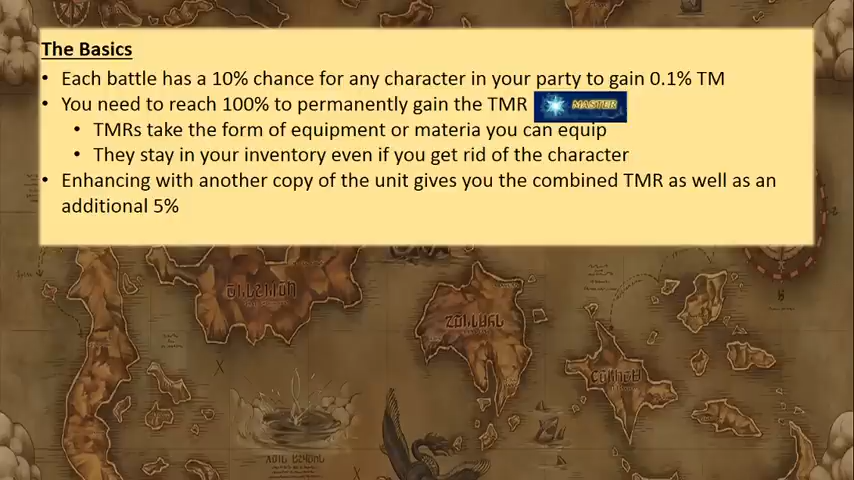 The Basics
• Each battle has a 10% chance for any character in your party to gain 0.1% TM
• You need to reach 100% to permanently gain the TMR MASTER
• TMRs take the form of equipment or materia you can equip
• They stay in your inventory even if you get rid of the character
• Enhancing with another copy of the unit gives you the combined TMR as well as an
additional 5%